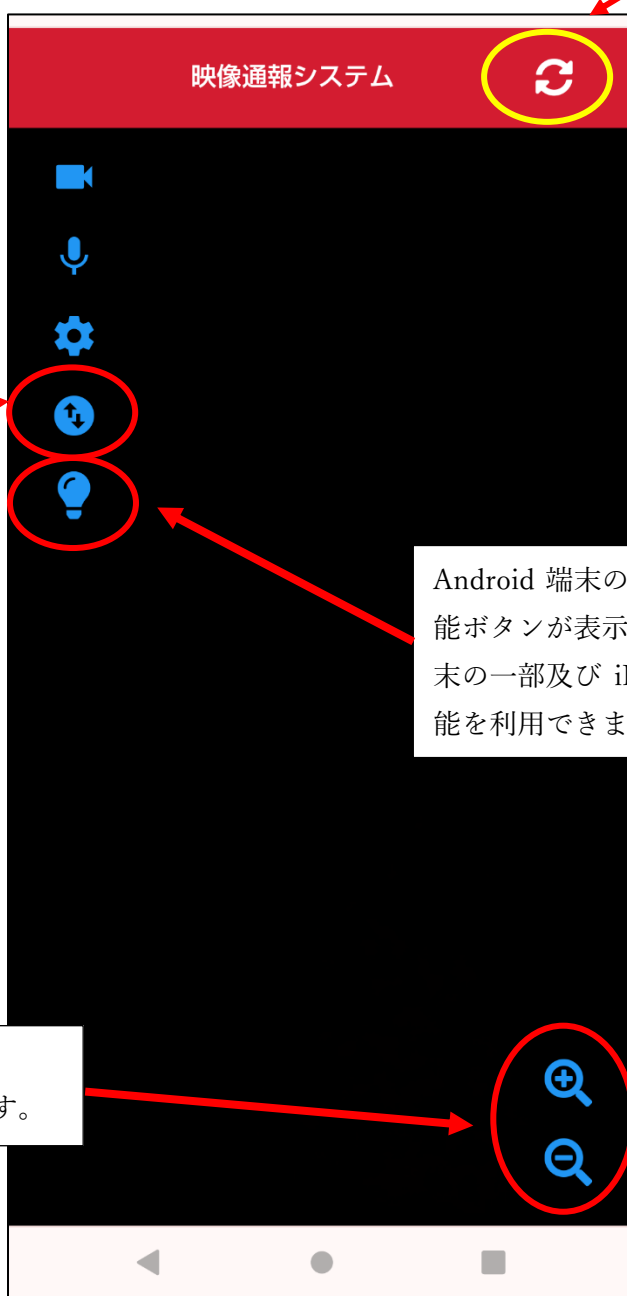 映像通報システム
Android 端末の
能ボタンが表示
末の一部及び
能を利用できま
す。